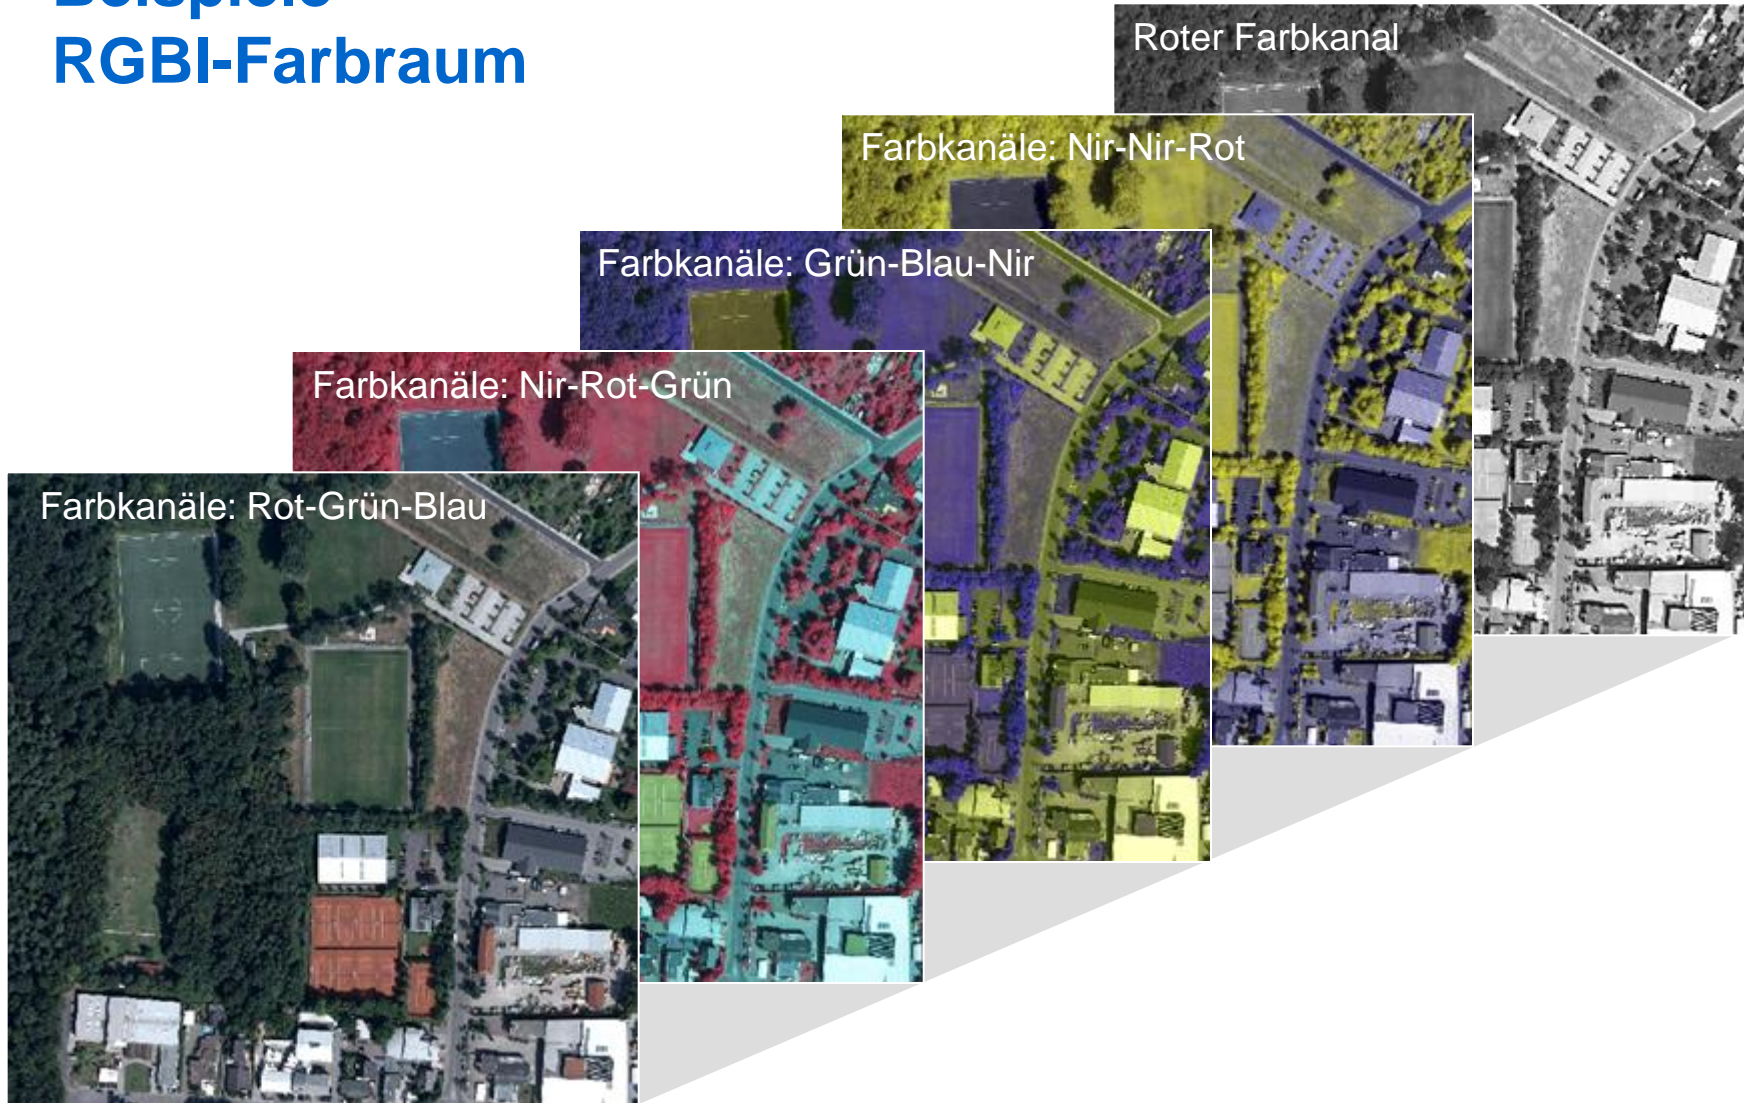 Beispiele
RGBI-Farbraum
Roter Farbkanal
Farbkanäle: Nir-Nir-Rot
Farbkanäle: Grün-Blau-Nir
Farbkanäle: Nir-Rot-Grün
Farbkanäle: Rot-Grün-Blau